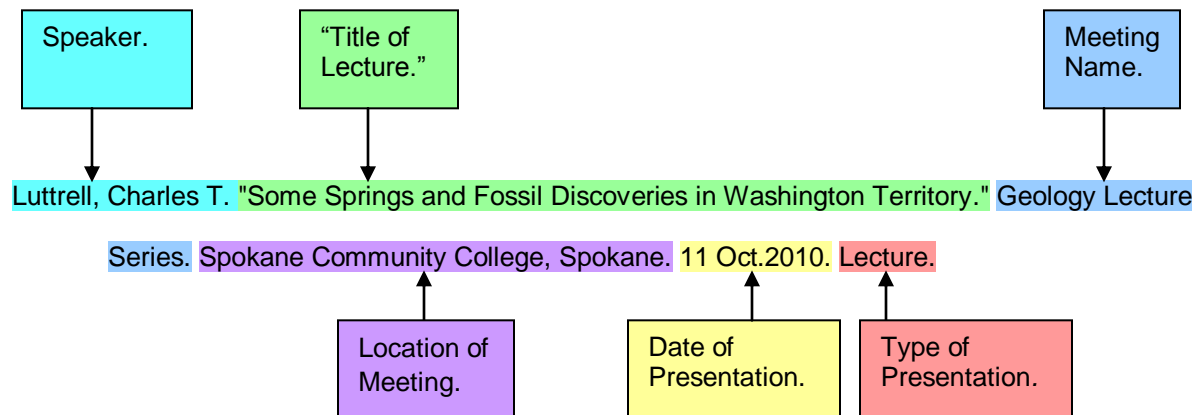 Speaker.
“Title of
Lecture.”
Meeting
Name.
Luttrell, Charles T. "Some Springs and Fossil Discoveries in Washington Territory." Geology Lecture
Series. Spokane Community College, Spokane. 11 Oct.2010. Lecture.
Location of
Meeting.
Date of
Presentation.
Type of
Presentation.